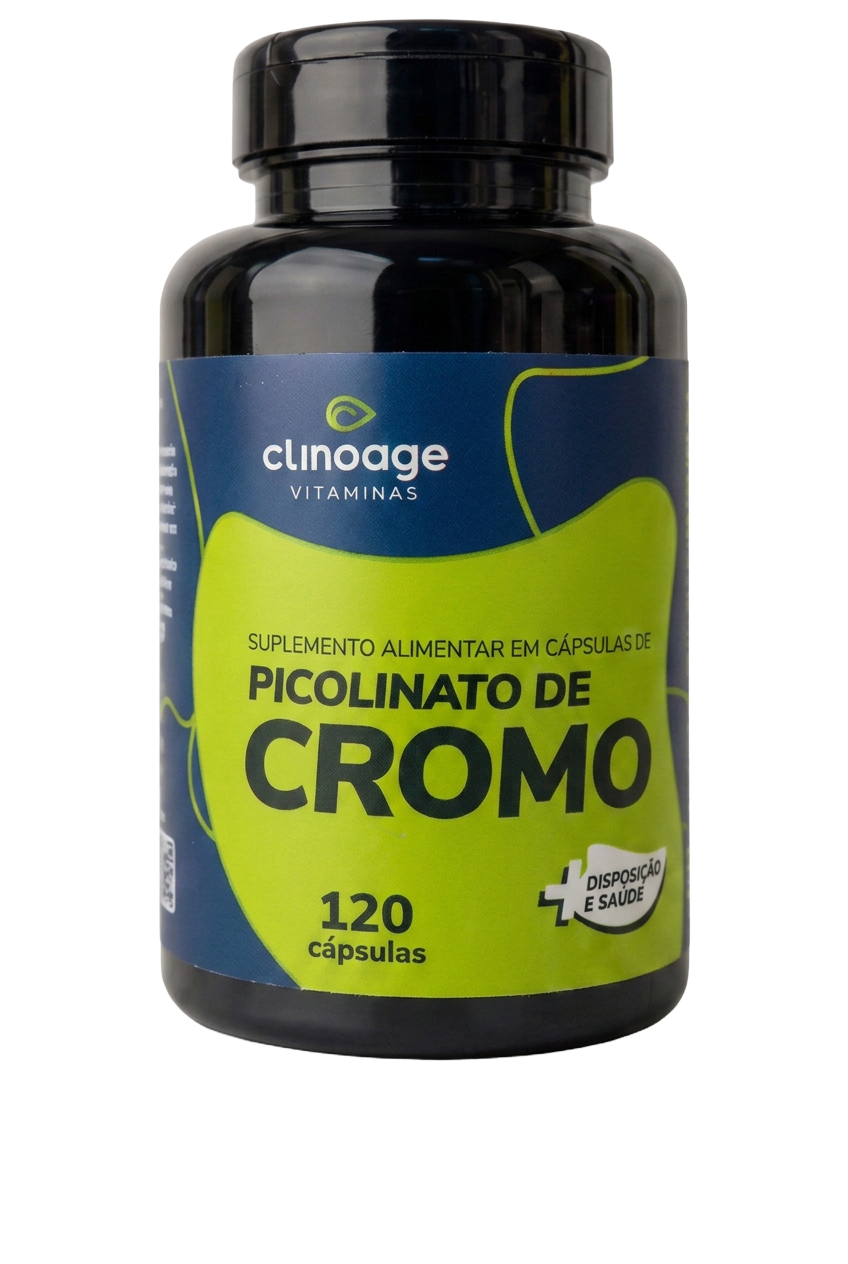 clinoage
VITAMINAS
SUPLEMENTO ALIMENTAR EM CÁPSULAS DE
PICOLINATO DE
CROMO
DISPOSIÇÃO
E SAÚDE
120
cápsulas